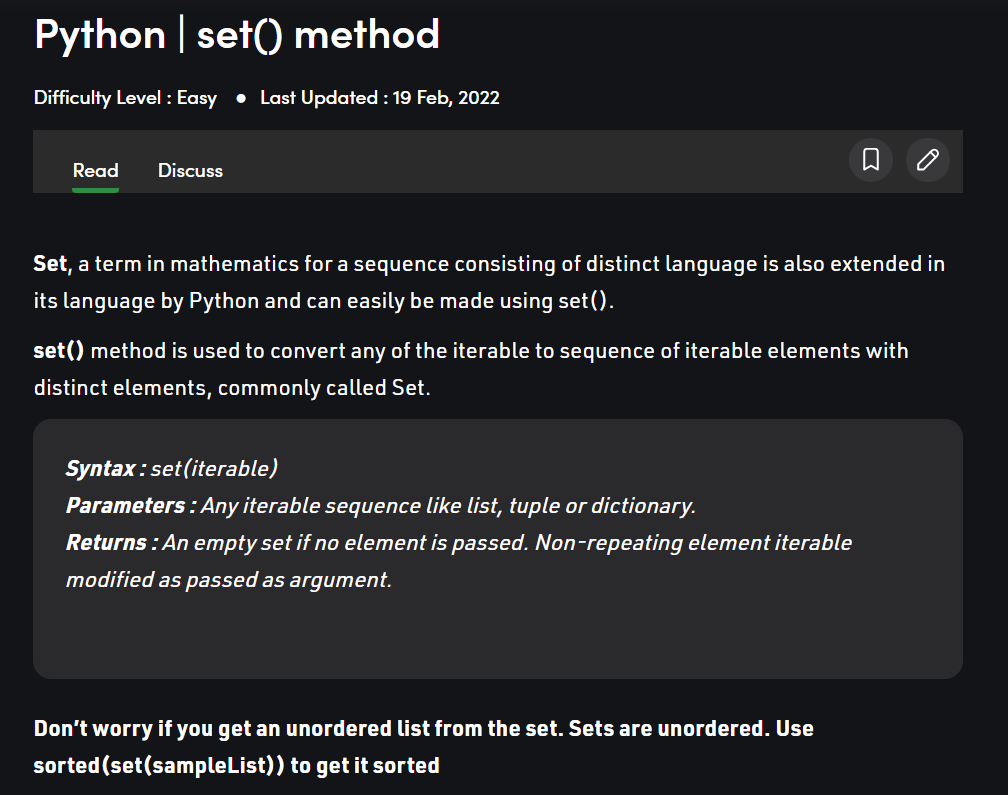 Python | set() method
Difficulty Level : Easy ● Last Updated : 19 Feb, 2022
Read Discuss
Set, a term in mathematics for a sequence consisting of distinct language is also extended in
its language by Python and can easily be made using set().
set() method is used to convert any of the iterable to sequence of iterable elements with
distinct elements, commonly called Set.
Syntax : set(iterable)
Parameters : Any iterable sequence like list, tuple or dictionary.
Returns : An empty set if no element is passed. Non-repeating element iterable
modified as passed as argument.
Don’t worry if you get an unordered list from the set. Sets are unordered. Use
sorted(set(sampleList)) to get it sorted